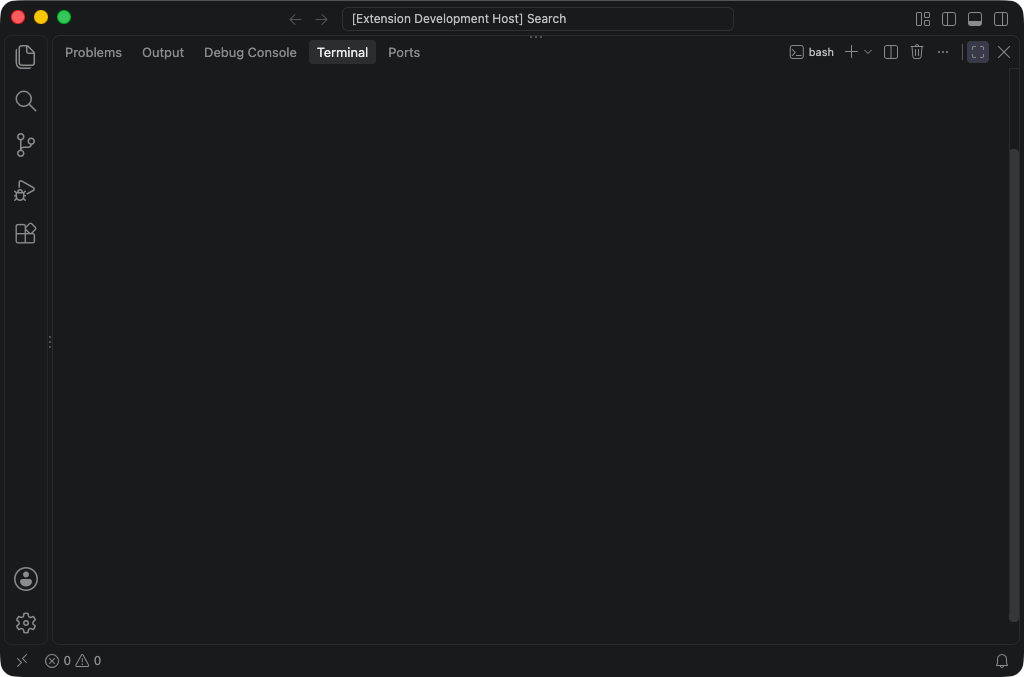 [Extension Development Host] Search
Problems Output Debug Console Terminal Ports bash
0 0